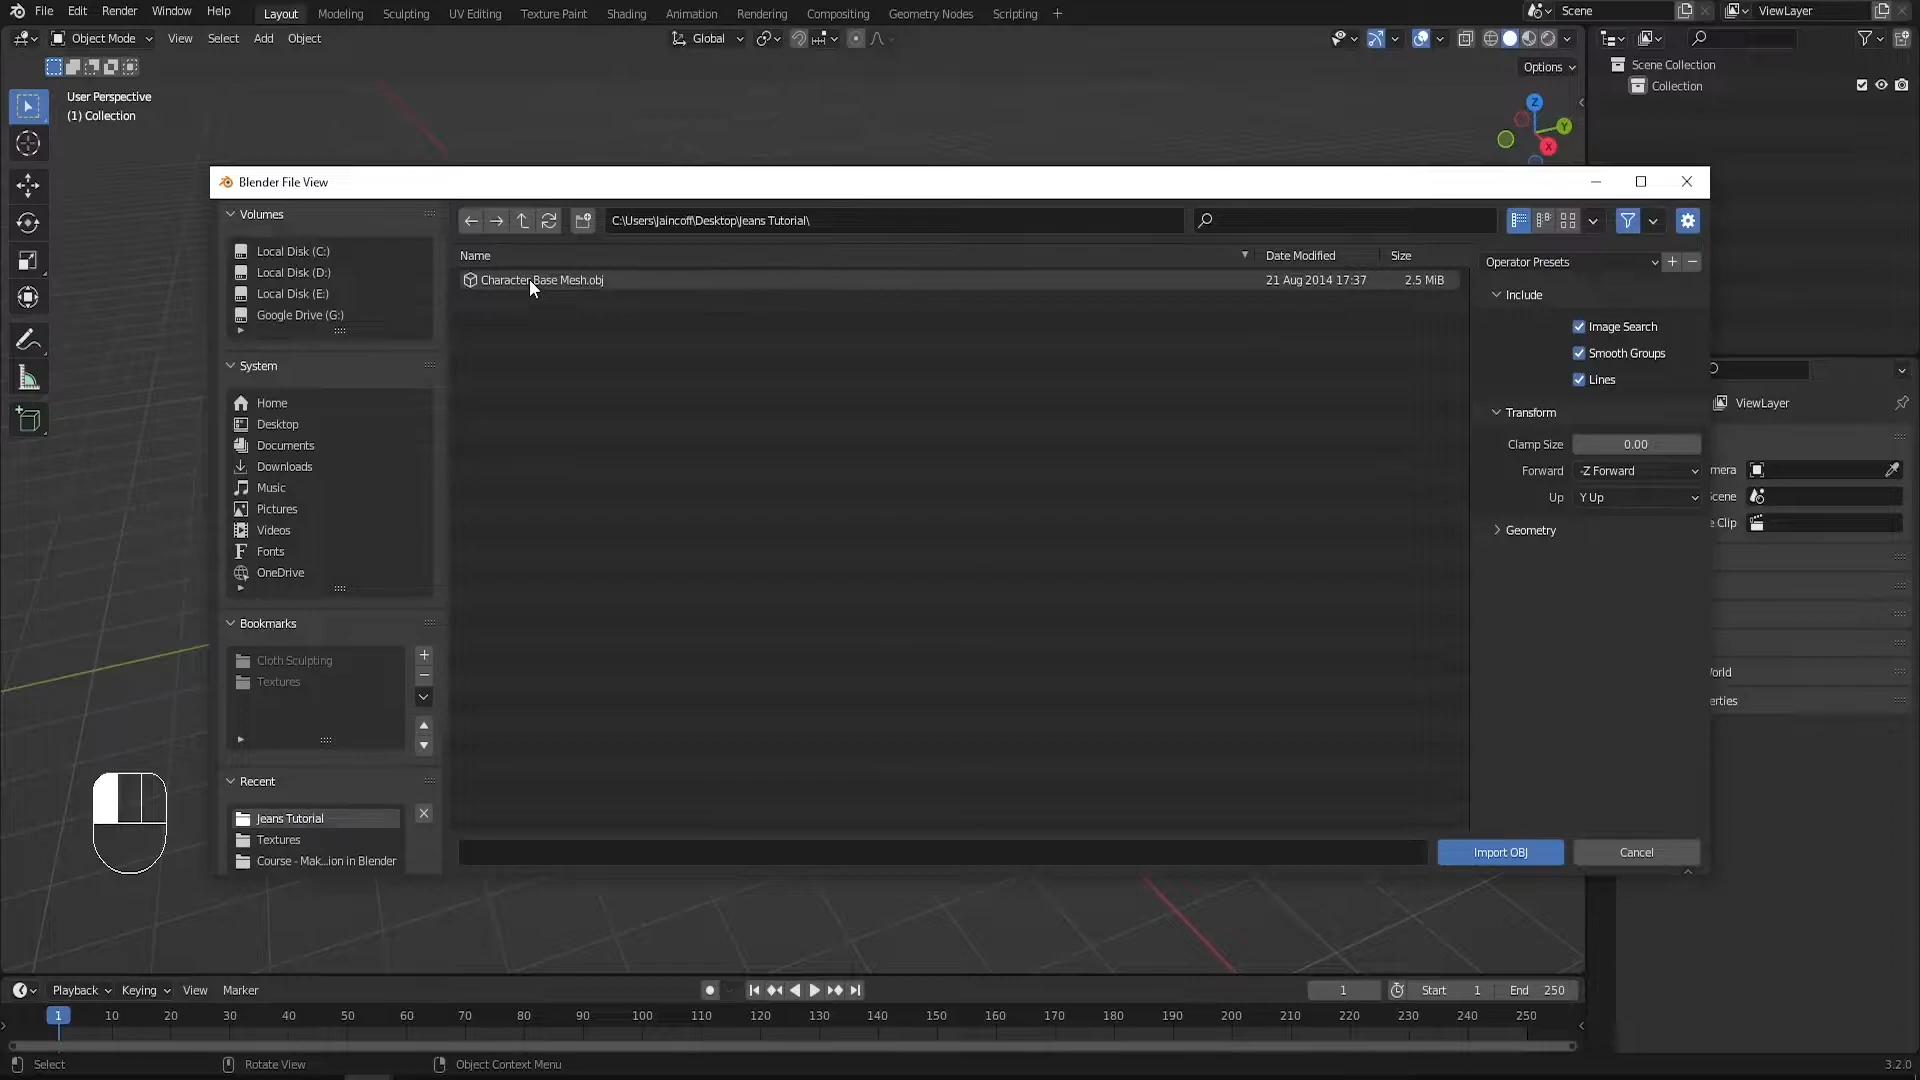 File Edit Render Window Help Layout Modeling Sculpting UV Editing Texture Paint Shading Animation Rendering Compositing Geometry Nodes Scripting + Scene ViewLayer
Object Mode View Select Add Object Global
Options
User Perspective
(1) Collection
Z
Y
X
Scene Collection
Collection
Blender File View
Volumes
Local Disk (C:)
Local Disk (D:)
Local Disk (E:)
Google Drive (G:)
System
Home
Desktop
Documents
Downloads
Music
Pictures
Videos
Fonts
OneDrive
Bookmarks
Cloth Sculpting
Textures
Recent
Jeans Tutorial
Textures
Course - Mak...ion in Blender
C:\Users\Jaincoff\Desktop\Jeans Tutorial\
Name Date Modified Size
Character Base Mesh.obj 21 Aug 2014 17:37 2.5 MiB
Operator Presets
Include
Image Search
Smooth Groups
Lines
Transform
Clamp Size 0.00
Forward -Z Forward
Up Y Up
Geometry
Import OBJ Cancel
ViewLayer
mera
cene
e Clip
orld
erties
Playback Keying View Marker 1 Start 1 End 250
1 10 20 30 40 50 60 70 80 90 100 110 120 130 140 150 160 170 180 190 200 210 220 230 240 250
Select Rotate View Object Context Menu 3.2.0